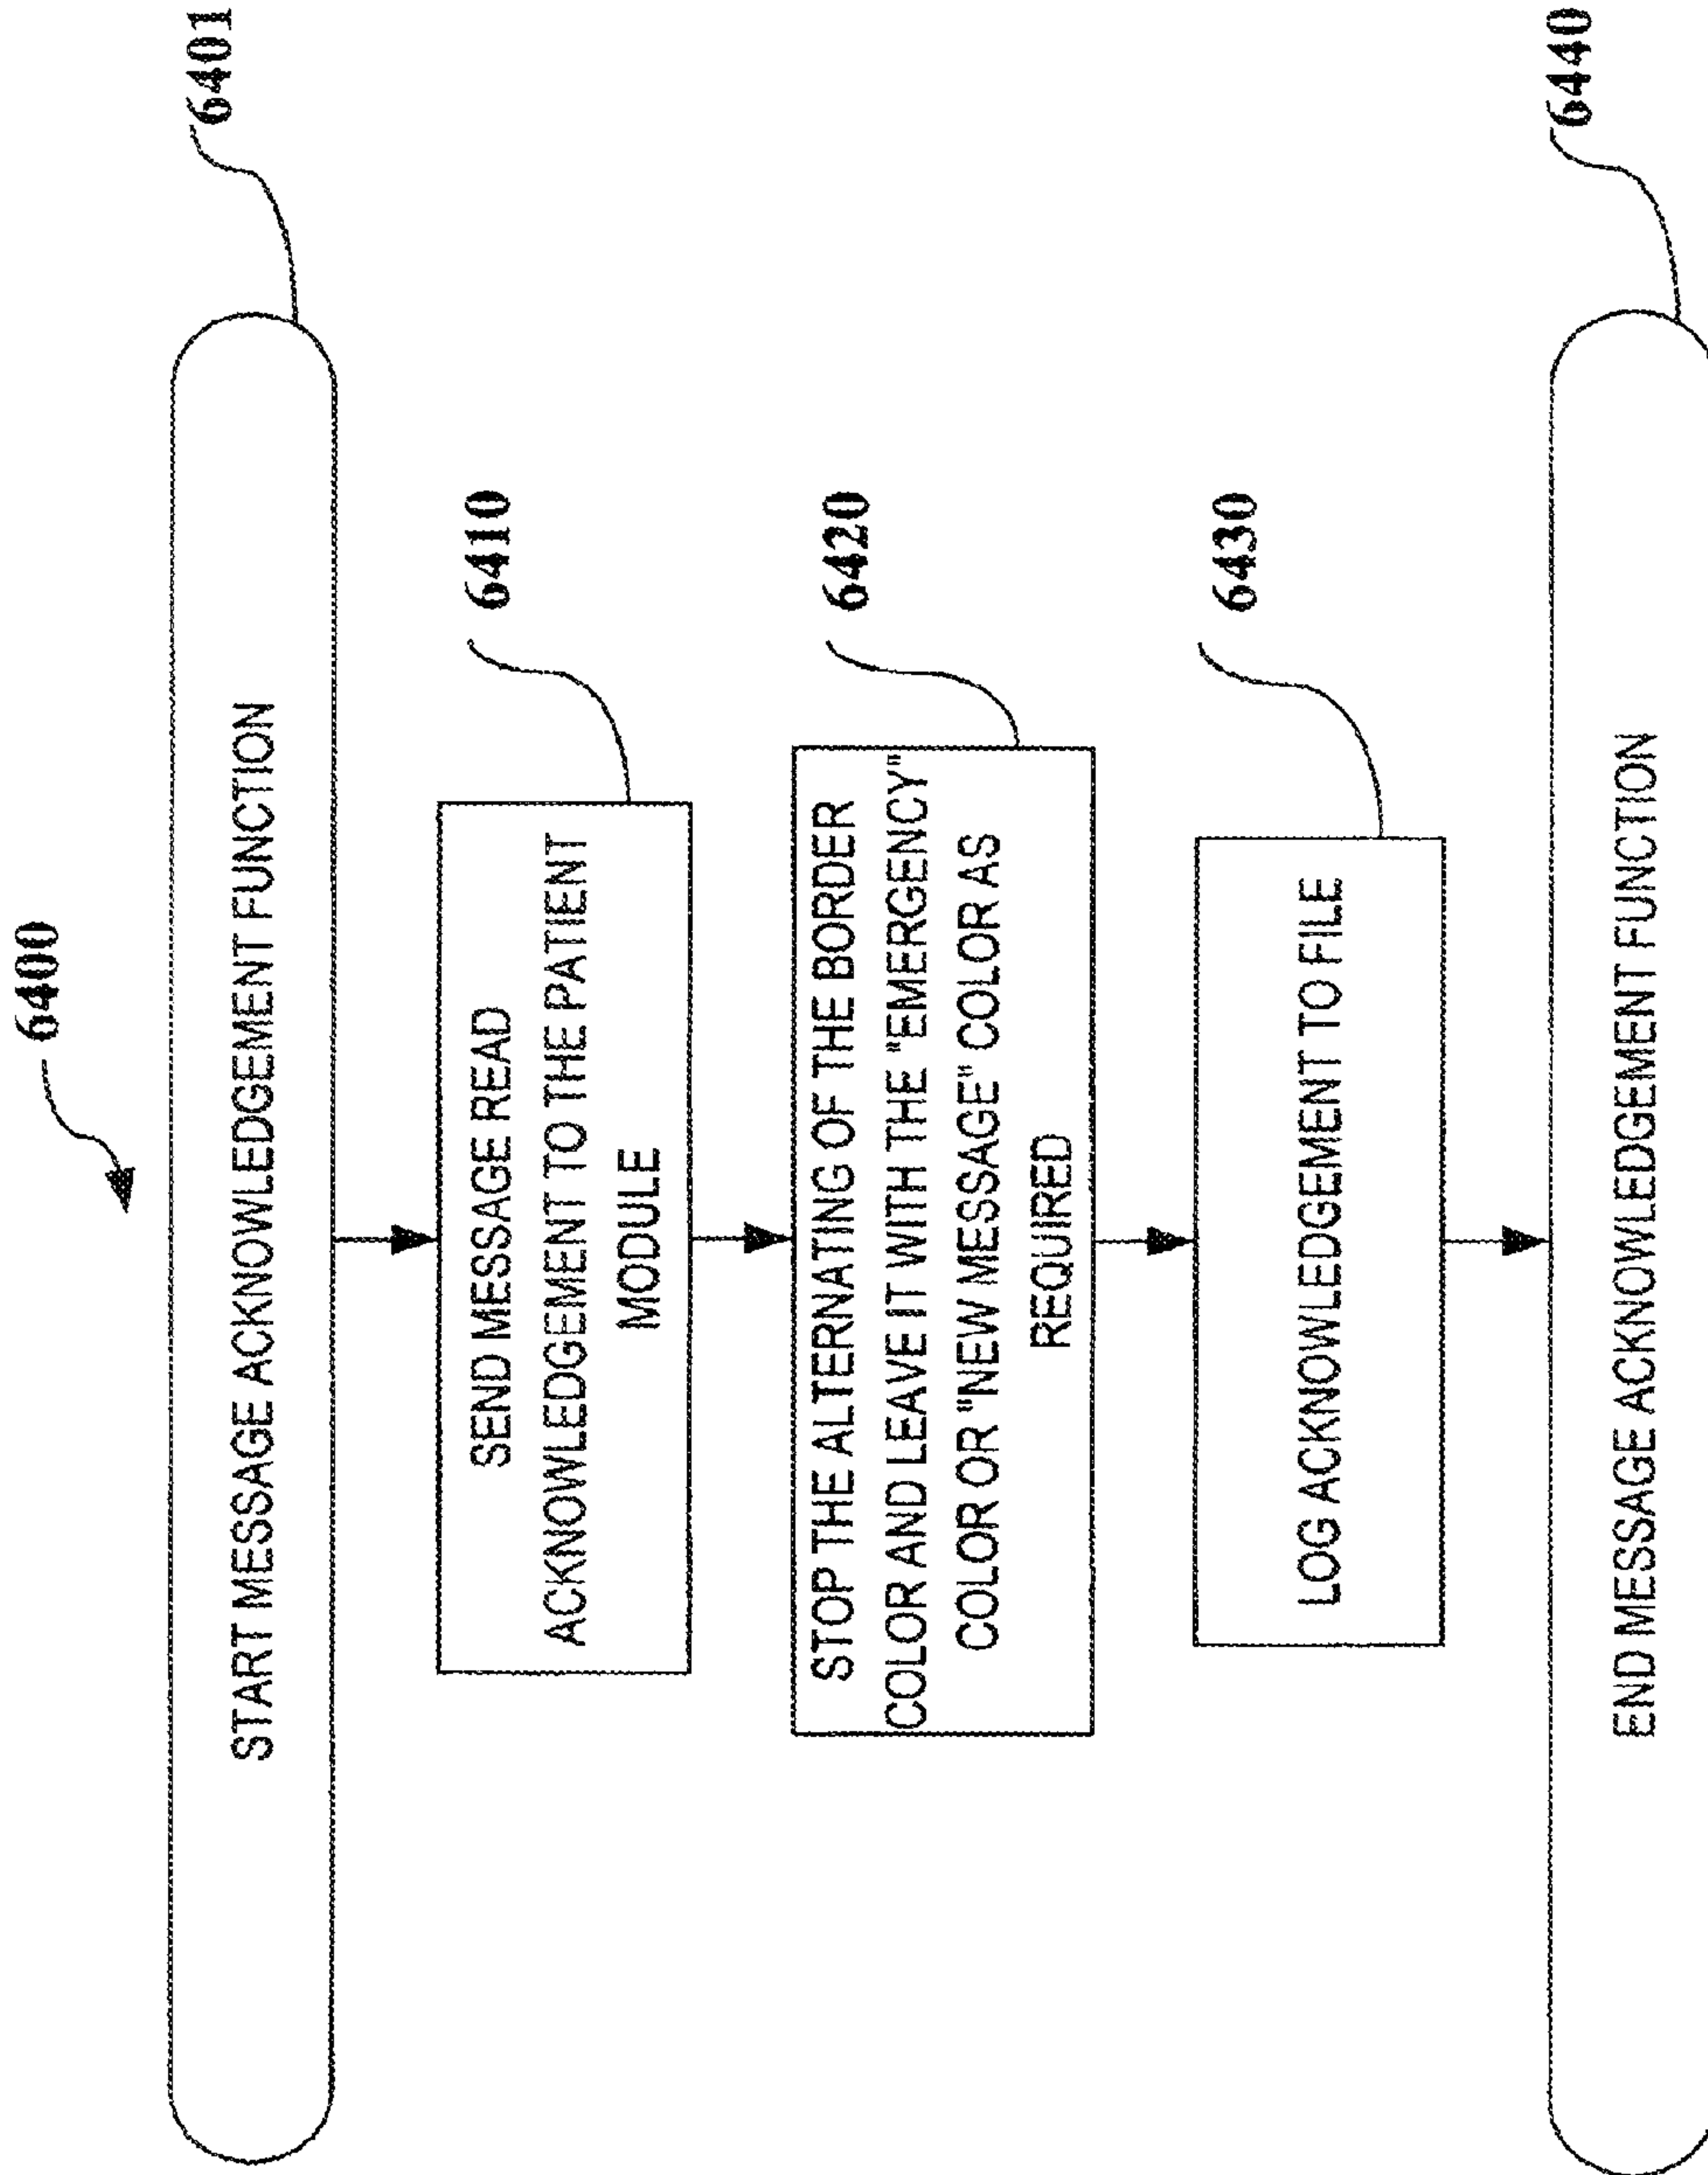 6400
START MESSAGE ACKNOWLEDGEMENT FUNCTION
6401
SEND MESSAGE READ
ACKNOWLEDGEMENT TO THE PATIENT
MODULE
6410
STOP THE ALTERNATING OF THE BORDER
COLOR AND LEAVE IT WITH THE "EMERGENCY"
COLOR OR "NEW MESSAGE" COLOR AS
REQUIRED
6420
LOG ACKNOWLEDGEMENT TO FILE
6430
END MESSAGE ACKNOWLEDGEMENT FUNCTION
6440